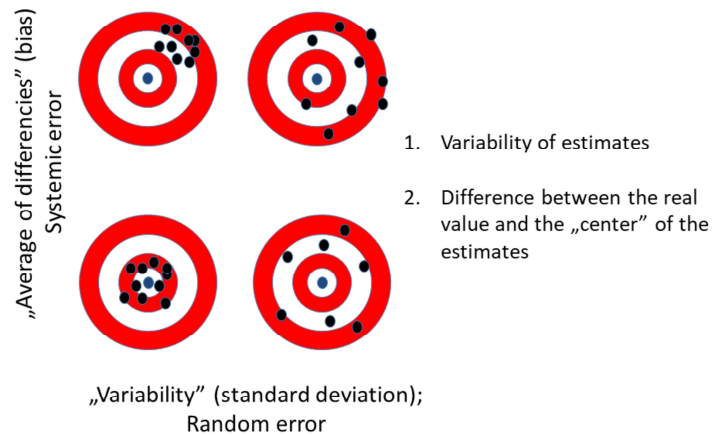 „Average of differencies” (bias)
Systemic error
1. Variability of estimates
2. Difference between the real
value and the „center” of the
estimates
„Variability” (standard deviation);
Random error